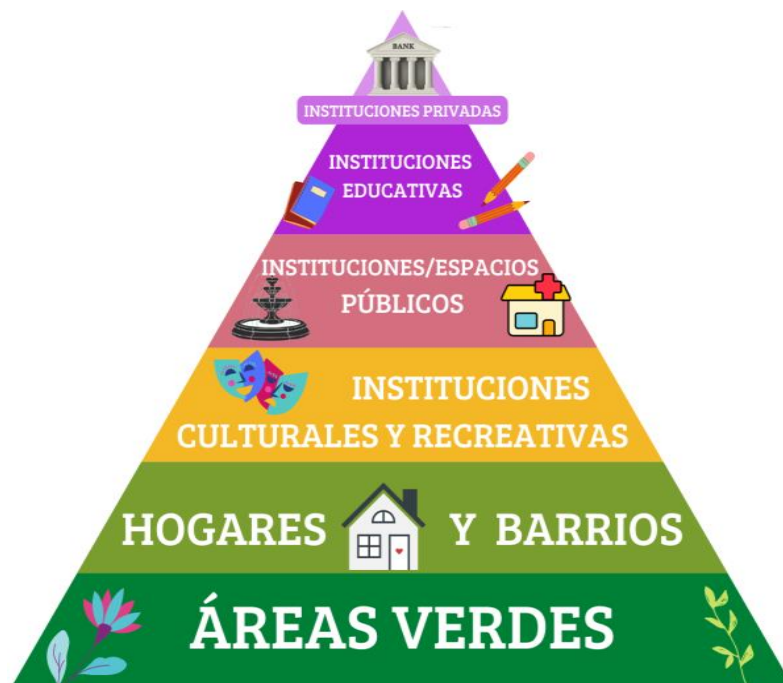 BANK
INSTITUCIONES PRIVADAS
INSTITUCIONES
EDUCATIVAS
INSTITUCIONES/ESPACIOS
PÚBLICOS
INSTITUCIONES
CULTURALES Y RECREATIVAS
HOGARES Y BARRIOS
ÁREAS VERDES